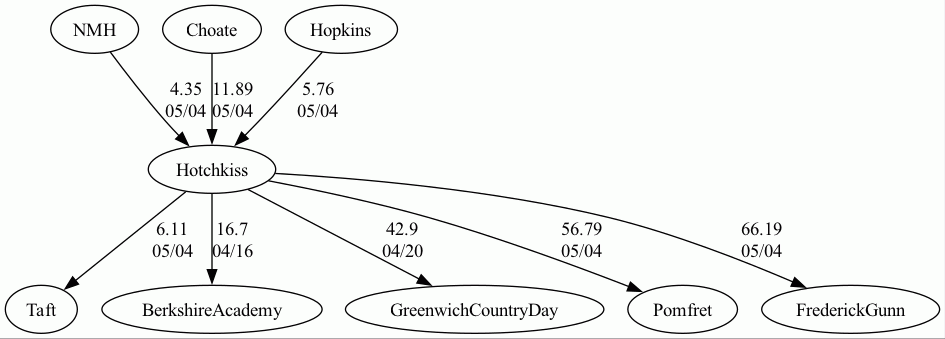 NMH
Choate
Hopkins
4.35
05/04
11.89
05/04
5.76
05/04
Hotchkiss
6.11
05/04
16.7
04/16
42.9
04/20
56.79
05/04
66.19
05/04
Taft
BerkshireAcademy
GreenwichCountryDay
Pomfret
FrederickGunn